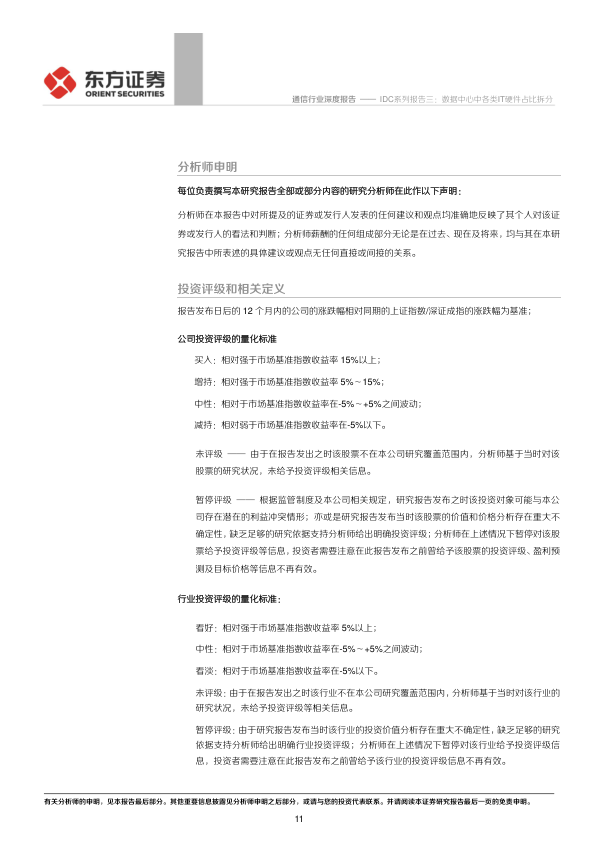 东方证券
ORIENT SECURITIES
通信行业深度报告 —— IDC系列报告三：数据中心中各类IT硬件占比拆分
分析师申明
每位负责撰写本研究报告全部或部分内容的研究分析师在此作以下声明：
分析师在本报告中对所提及的证券或发行人发表的任何建议和观点均准确地反映了其个人对该证
券或发行人的看法和判断；分析师薪酬的任何组成部分无论是在过去、现在及将来，均与其在本研
究报告中所表述的具体建议或观点无任何直接或间接的关系。
投资评级和相关定义
报告发布日后的 12 个月内的公司的涨跌幅相对同期的上证指数/深证成指的涨跌幅为基准；
公司投资评级的量化标准
买入：相对强于市场基准指数收益率 15%以上；
增持：相对强于市场基准指数收益率 5%～15%；
中性：相对于市场基准指数收益率在-5%～+5%之间波动；
减持：相对弱于市场基准指数收益率在-5%以下。
未评级 —— 由于在报告发出之时该股票不在本公司研究覆盖范围内，分析师基于当时对该
股票的研究状况，未给予投资评级相关信息。
暂停评级 —— 根据监管制度及本公司相关规定，研究报告发布之时该投资对象可能与本公
司存在潜在的利益冲突情形；亦或是研究报告发布当时该股票的价值和价格分析存在重大不
确定性，缺乏足够的研究依据支持分析师给出明确投资评级；分析师在上述情况下暂停对该股
票给予投资评级等信息，投资者需要注意在此报告发布之前曾给予该股票的投资评级、盈利预
测及目标价格等信息不再有效。
行业投资评级的量化标准：
看好：相对强于市场基准指数收益率 5%以上；
中性：相对于市场基准指数收益率在-5%～+5%之间波动；
看淡：相对于市场基准指数收益率在-5%以下。
未评级：由于在报告发出之时该行业不在本公司研究覆盖范围内，分析师基于当时对该行业的
研究状况，未给予投资评级等相关信息。
暂停评级：由于研究报告发布当时该行业的投资价值分析存在重大不确定性，缺乏足够的研究
依据支持分析师给出明确行业投资评级；分析师在上述情况下暂停对该行业给予投资评级信
息，投资者需要注意在此报告发布之前曾给予该行业的投资评级信息不再有效。
有关分析师的申明，见本报告最后部分。其他重要信息披露见分析师申明之后部分，或请与您的投资代表联系。并请阅读本证券研究报告最后一页的免责申明。
11